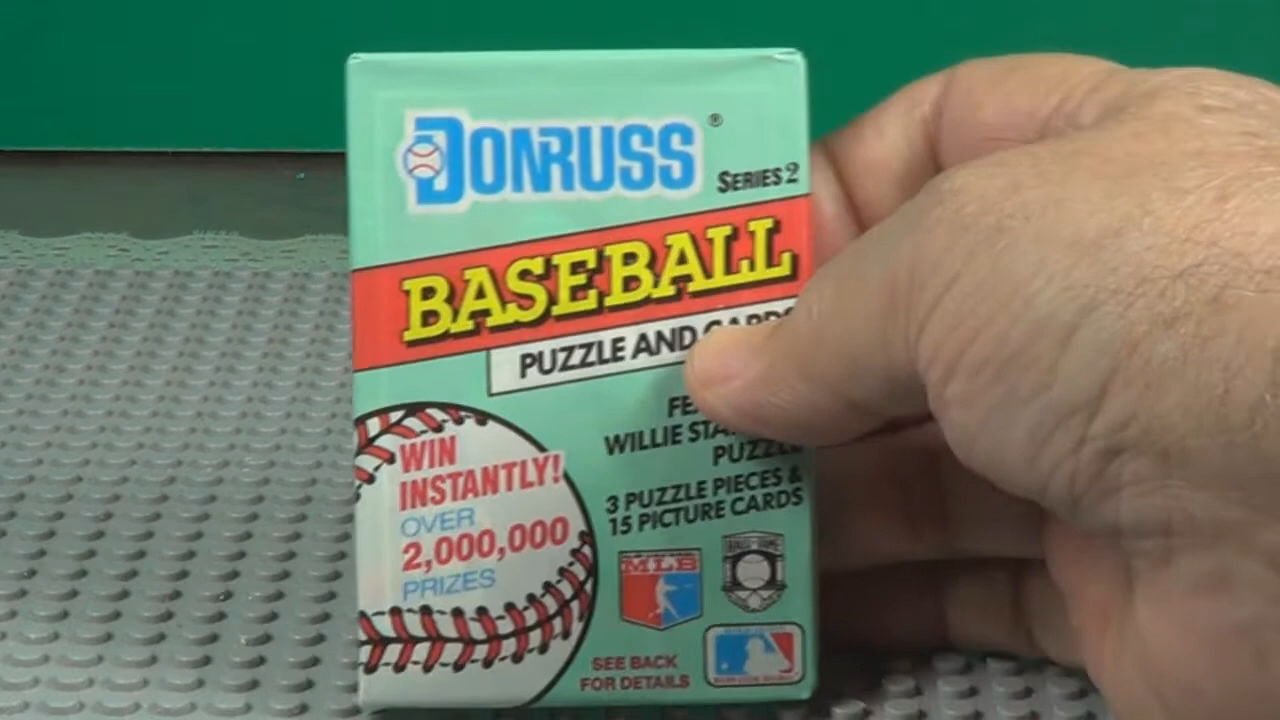 DONRUSS ®
SERIES 2
BASEBALL
PUZZLE AND CARDS
WILLIE
PUZZLE
3 PUZZLE PIECES &
15 PICTURE CARDS
WIN
INSTANTLY!
OVER
2,000,000
PRIZES
MLB
SEE BACK
FOR DETAILS